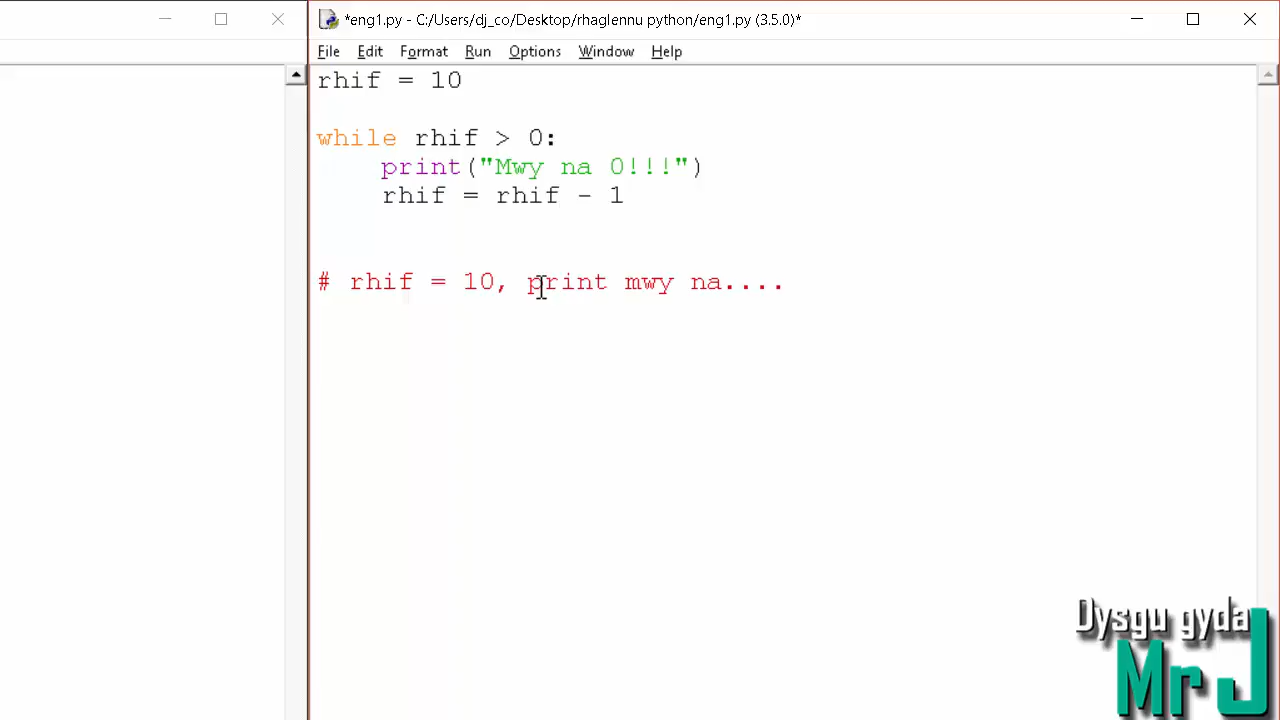 *eng1.py - C:/Users/dj_co/Desktop/rhaglennu python/eng1.py (3.5.0)*
File Edit Format Run Options Window Help
rhif = 10
while rhif > 0:
    print("Mwy na 0!!!")
    rhif = rhif - 1
# rhif = 10, print mwy na....
Dysgu gyda
Mr J